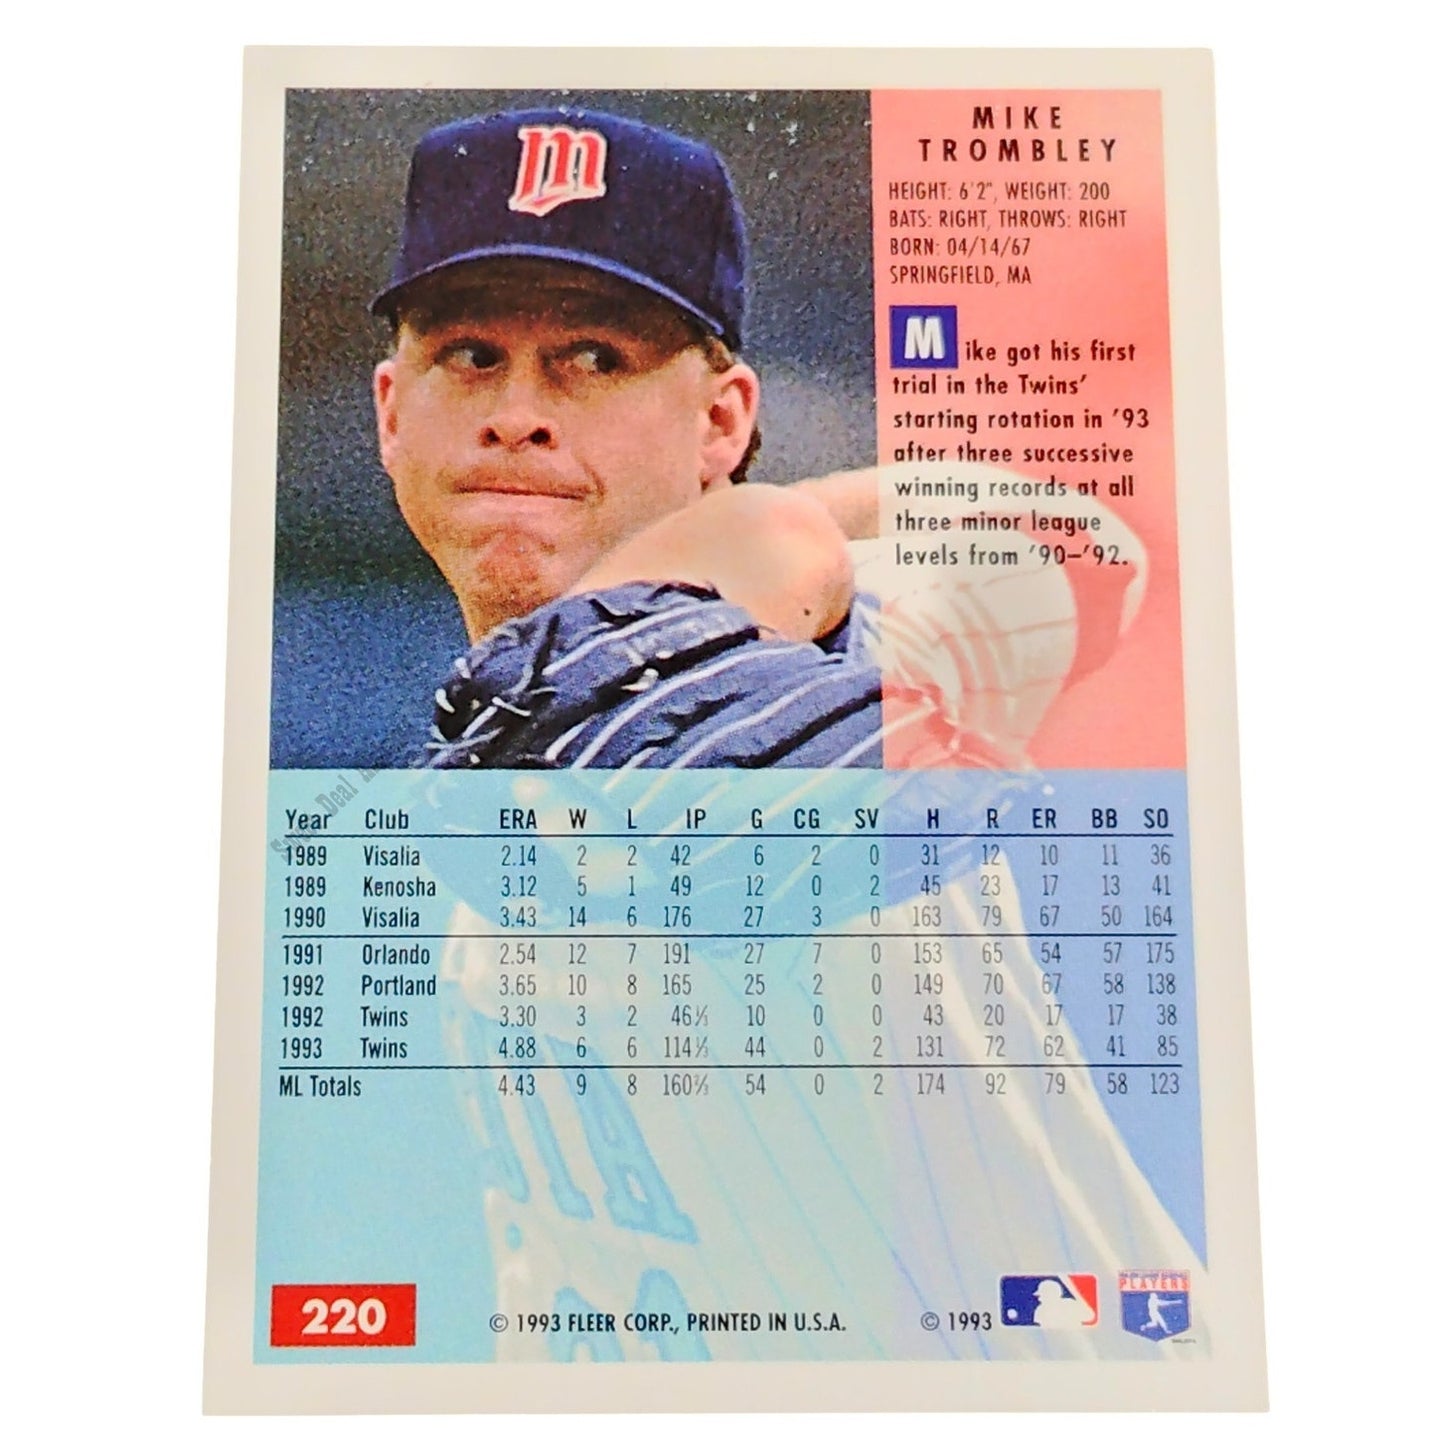 M
MIKE
TROMBLEY
HEIGHT: 6'2", WEIGHT: 200
BATS: RIGHT, THROWS: RIGHT
BORN: 04/14/67
SPRINGFIELD, MA
Mike got his first
trial in the Twins'
starting rotation in '93
after three successive
winning records at all
three minor league
levels from '90–'92.
Year Club ERA W L IP G CG SV H R ER BB SO
1989 Visalia 2.14 2 2 42 6 2 0 31 12 10 11 36
1989 Kenosha 3.12 5 1 49 12 0 2 45 23 17 13 41
1990 Visalia 3.43 14 6 176 27 3 0 163 79 67 50 164
1991 Orlando 2.54 12 7 191 27 7 0 153 65 54 57 175
1992 Portland 3.65 10 8 165 25 2 0 149 70 67 58 138
1992 Twins 3.30 3 2 46⅓ 10 0 0 43 20 17 17 38
1993 Twins 4.88 6 6 114⅓ 44 0 2 131 72 62 41 85
ML Totals 4.43 9 8 160⅔ 54 0 2 174 92 79 58 123
220
© 1993 FLEER CORP., PRINTED IN U.S.A.
© 1993
PLAYERS
Deal